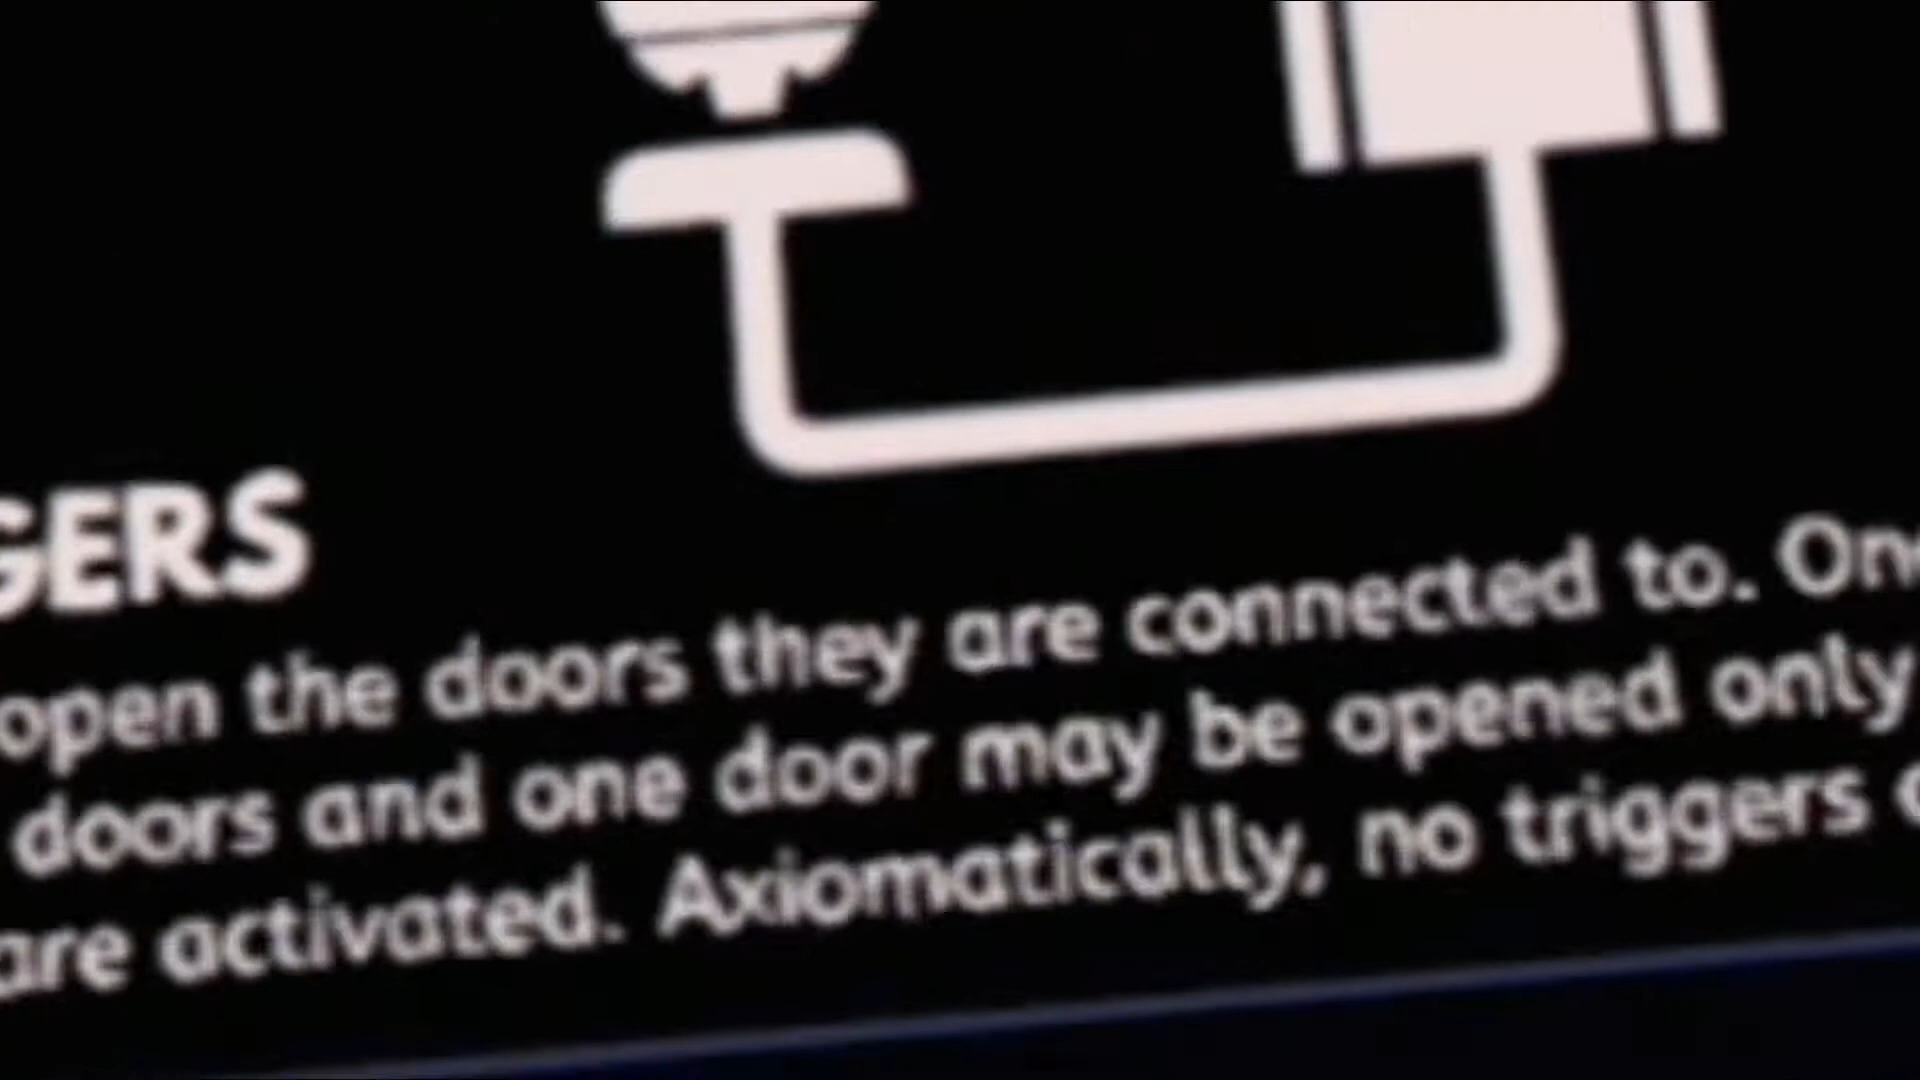 GERS
open the doors they are connected to. On
doors and one door may be opened only
are activated. Axiomatically, no triggers